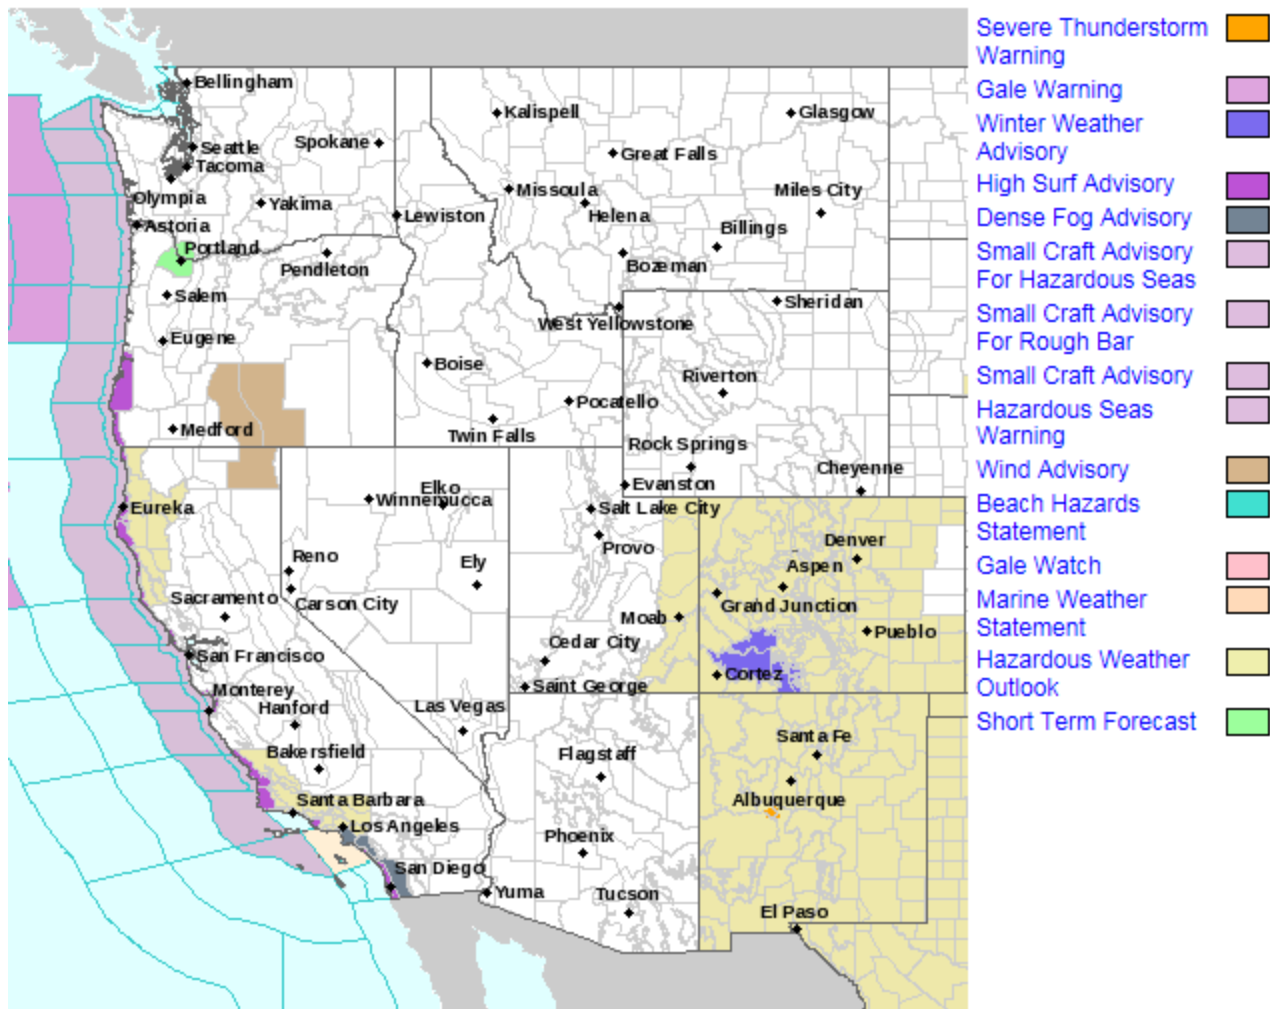 Bellingham
Seattle
Tacoma
Olympia
Astoria
Portland
Salem
Eugene
Medford
Yakima
Spokane
Pendleton
Lewiston
Kalispell
Great Falls
Glasgow
Missoula
Helena
Miles City
Billings
Bozeman
West Yellowstone
Sheridan
Boise
Pocatello
Twin Falls
Riverton
Rock Springs
Evanston
Cheyenne
Eureka
Winnemucca
Elko
Reno
Carson City
Ely
Salt Lake City
Provo
Moab
Cedar City
Saint George
Denver
Aspen
Grand Junction
Pueblo
Cortez
Sacramento
San Francisco
Monterey
Hanford
Bakersfield
Santa Barbara
Los Angeles
San Diego
Las Vegas
Flagstaff
Phoenix
Tucson
Yuma
Santa Fe
Albuquerque
El Paso
Severe Thunderstorm
Warning
Gale Warning
Winter Weather
Advisory
High Surf Advisory
Dense Fog Advisory
Small Craft Advisory
For Hazardous Seas
Small Craft Advisory
For Rough Bar
Small Craft Advisory
Hazardous Seas
Warning
Wind Advisory
Beach Hazards
Statement
Gale Watch
Marine Weather
Statement
Hazardous Weather
Outlook
Short Term Forecast